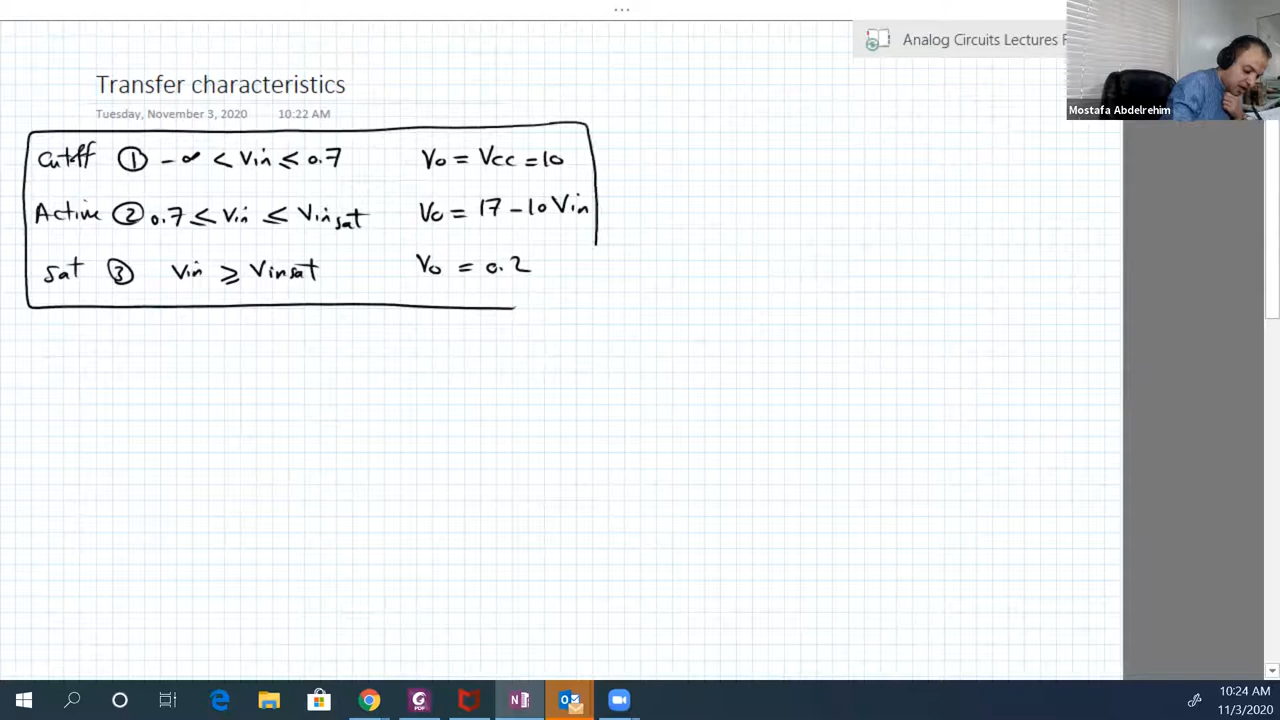 ...
Analog Circuits Lectures
Mostafa Abdelrehim
Transfer characteristics
Tuesday, November 3, 2020 10:22 AM
Cutoff ① -∞ < Vin ≤ 0.7 Vo = Vcc = 10
Active ② 0.7 ≤ Vin ≤ Vinsat Vo = 17 - 10 Vin
Sat ③ Vin ≥ Vinsat Vo = 0.2
PDF
N
10:24 AM
11/3/2020